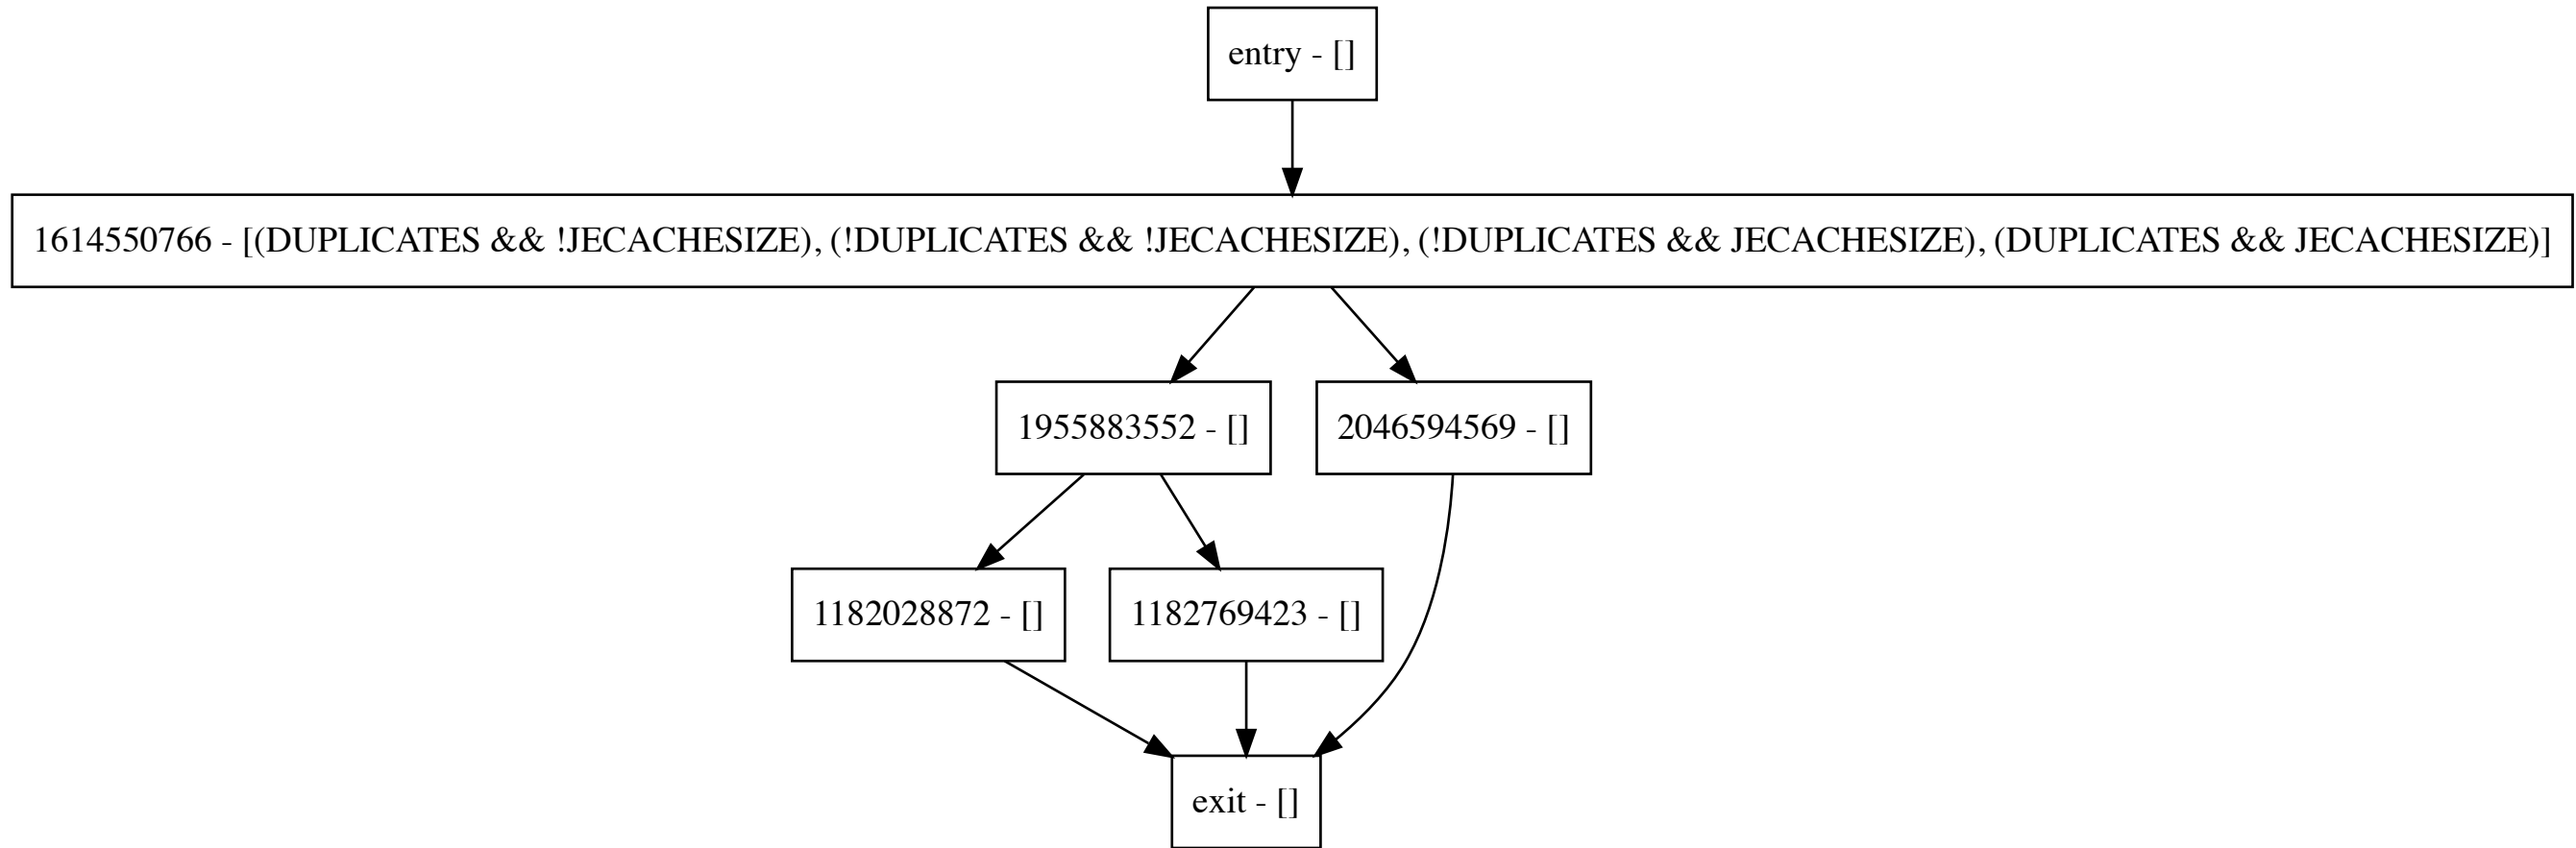 entry - []
1614550766 - [(DUPLICATES && !JECACHESIZE), (!DUPLICATES && !JECACHESIZE), (!DUPLICATES && JECACHESIZE), (DUPLICATES && JECACHESIZE)]
1955883552 - []
2046594569 - []
1182028872 - []
1182769423 - []
exit - []